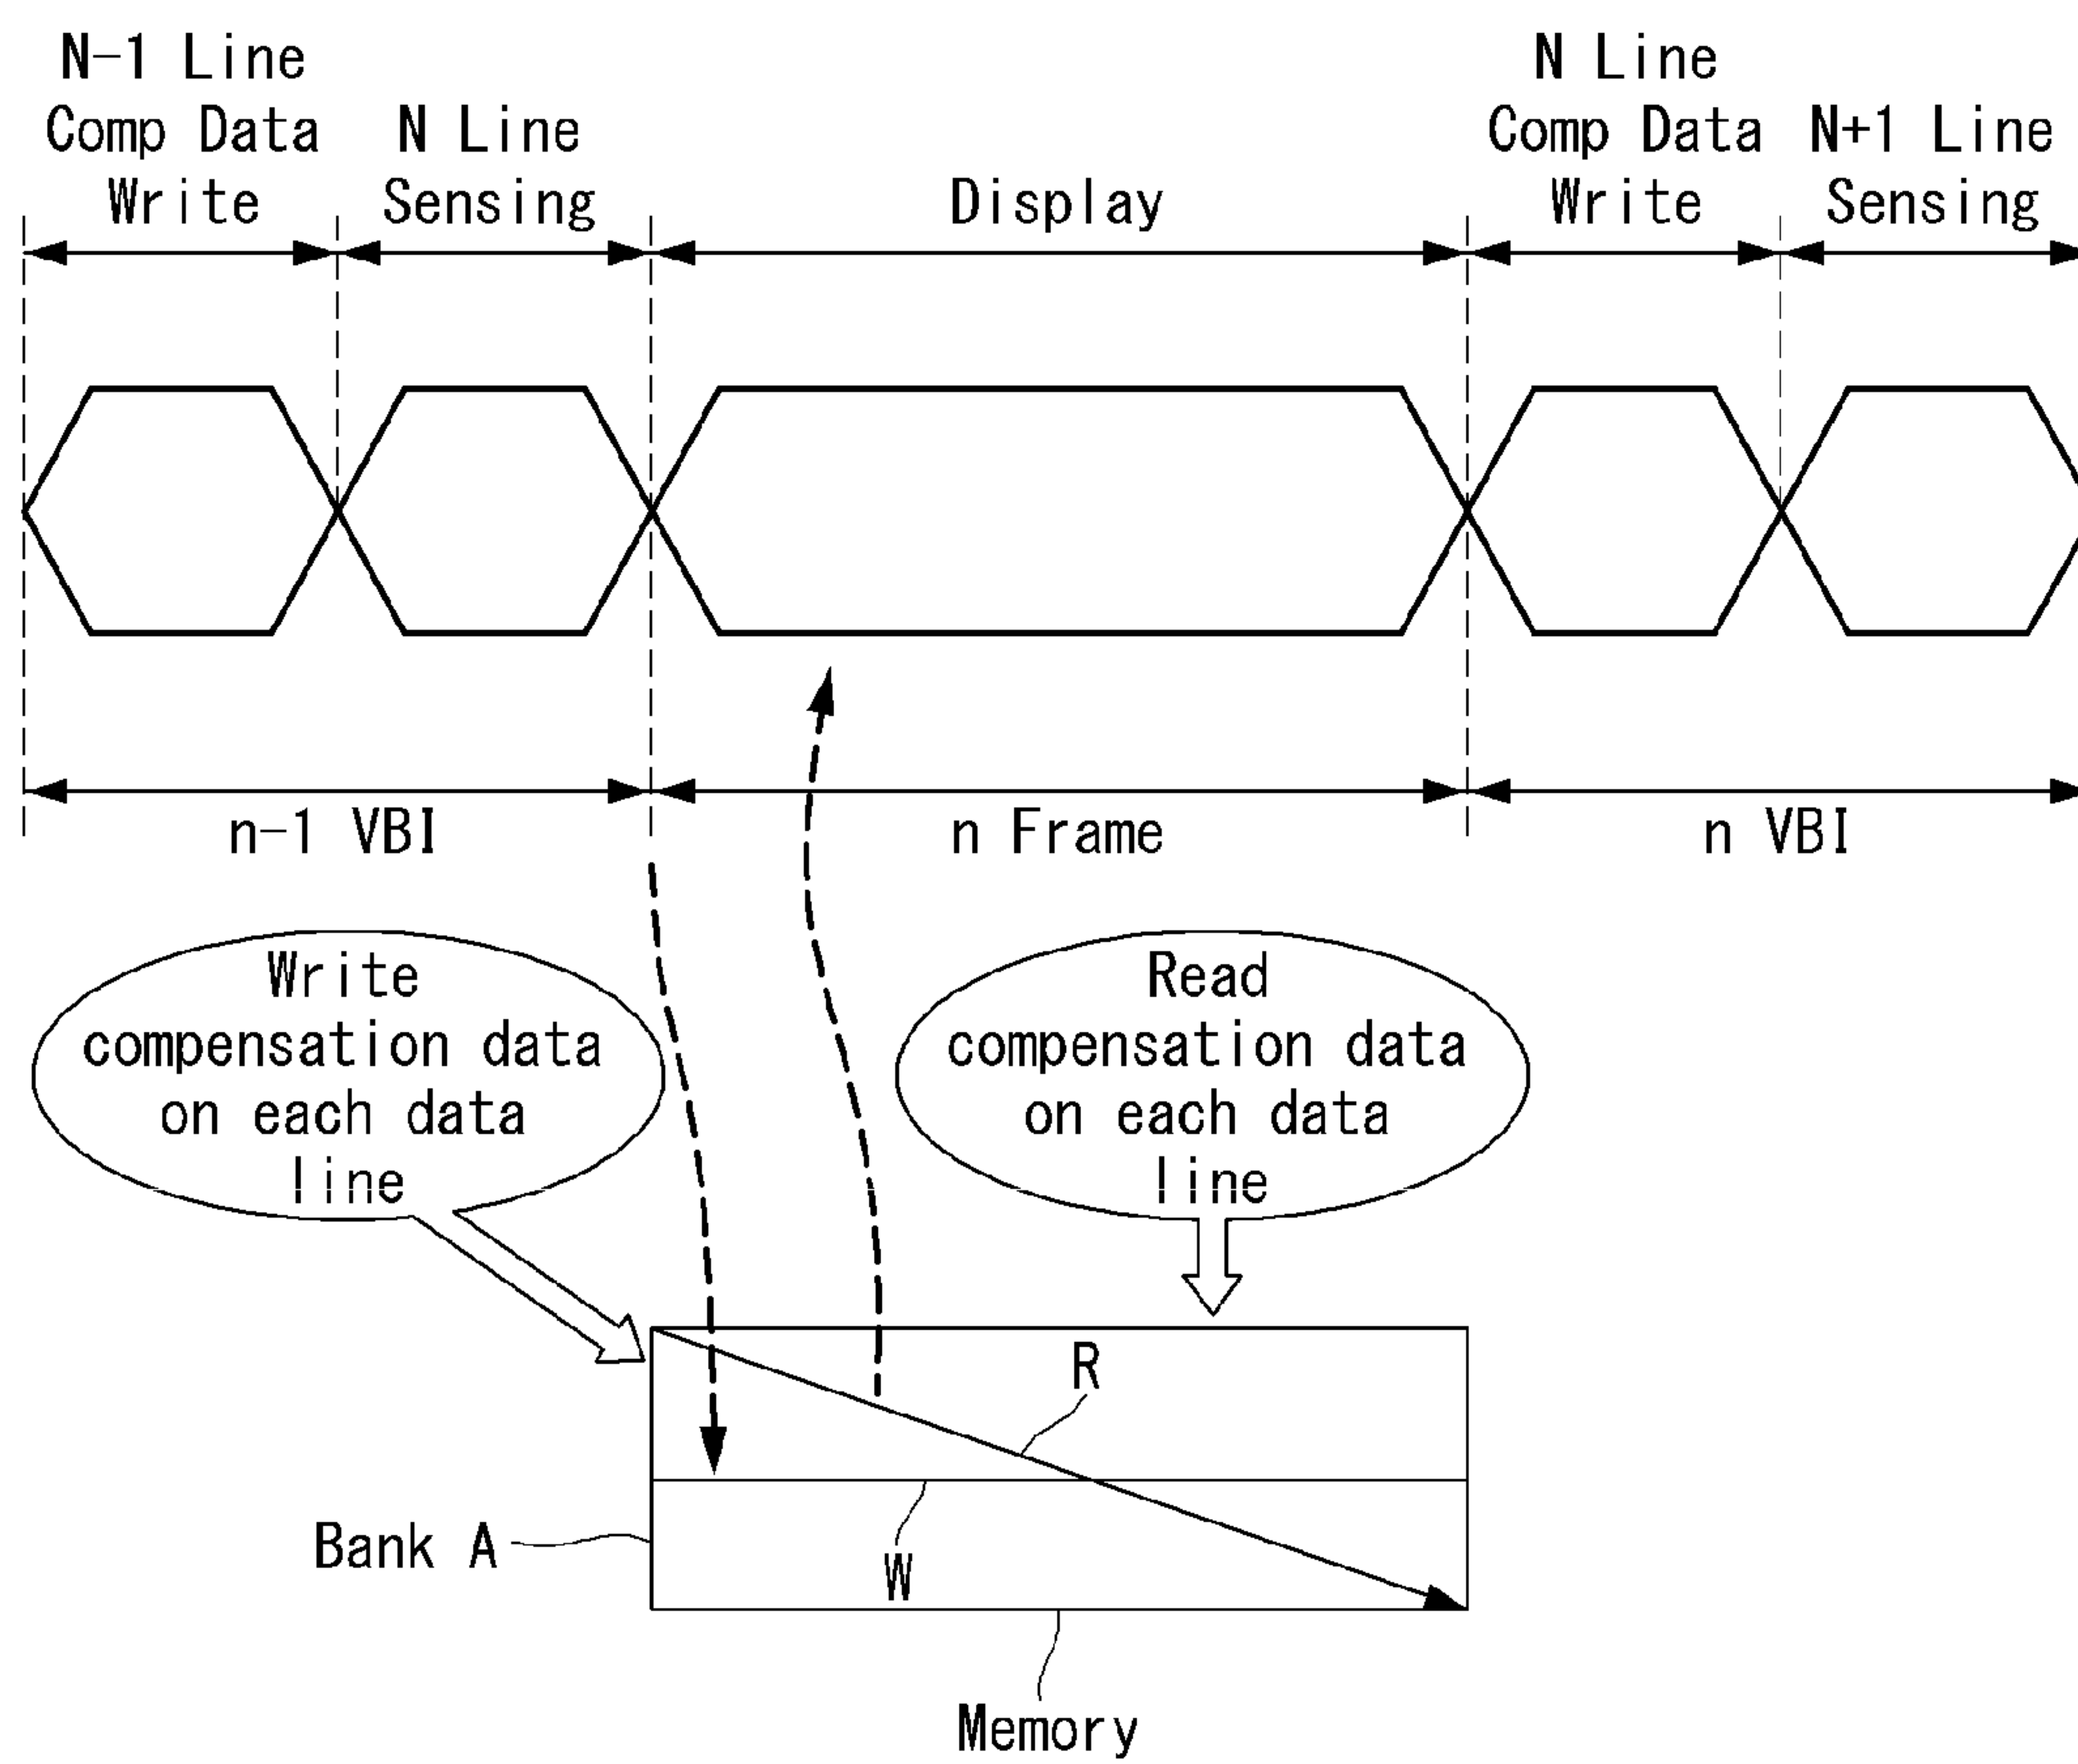 N-1 Line
Comp Data
Write
N Line
Sensing
Display
N Line
Comp Data
Write
N+1 Line
Sensing
n-1 VBI
n Frame
n VBI
Write
compensation data
on each data
line
Read
compensation data
on each data
line
R
W
Bank A
Memory